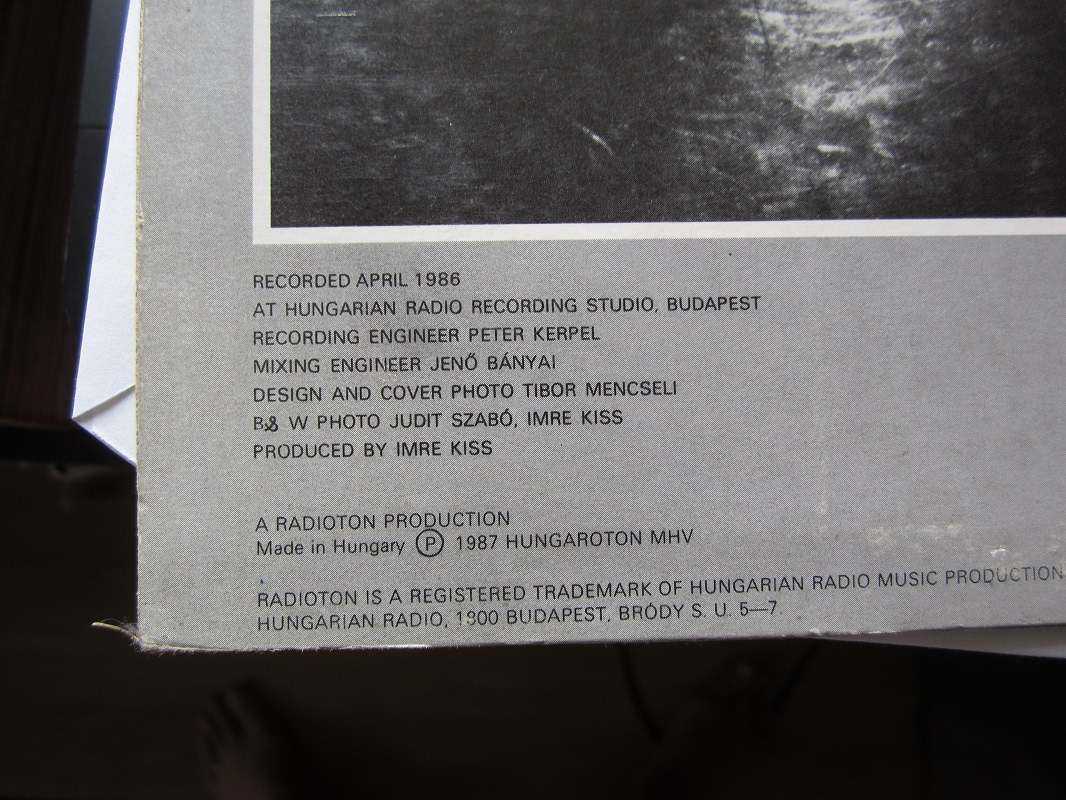 RECORDED APRIL 1986
AT HUNGARIAN RADIO RECORDING STUDIO, BUDAPEST
RECORDING ENGINEER PETER KERPEL
MIXING ENGINEER JENŐ BÁNYAI
DESIGN AND COVER PHOTO TIBOR MENCSELI
B& W PHOTO JUDIT SZABÓ, IMRE KISS
PRODUCED BY IMRE KISS
A RADIOTON PRODUCTION
Made in Hungary Ⓟ 1987 HUNGAROTON MHV
RADIOTON IS A REGISTERED TRADEMARK OF HUNGARIAN RADIO MUSIC PRODUCTION
HUNGARIAN RADIO, 1800 BUDAPEST, BRÓDY S. U. 5—7.